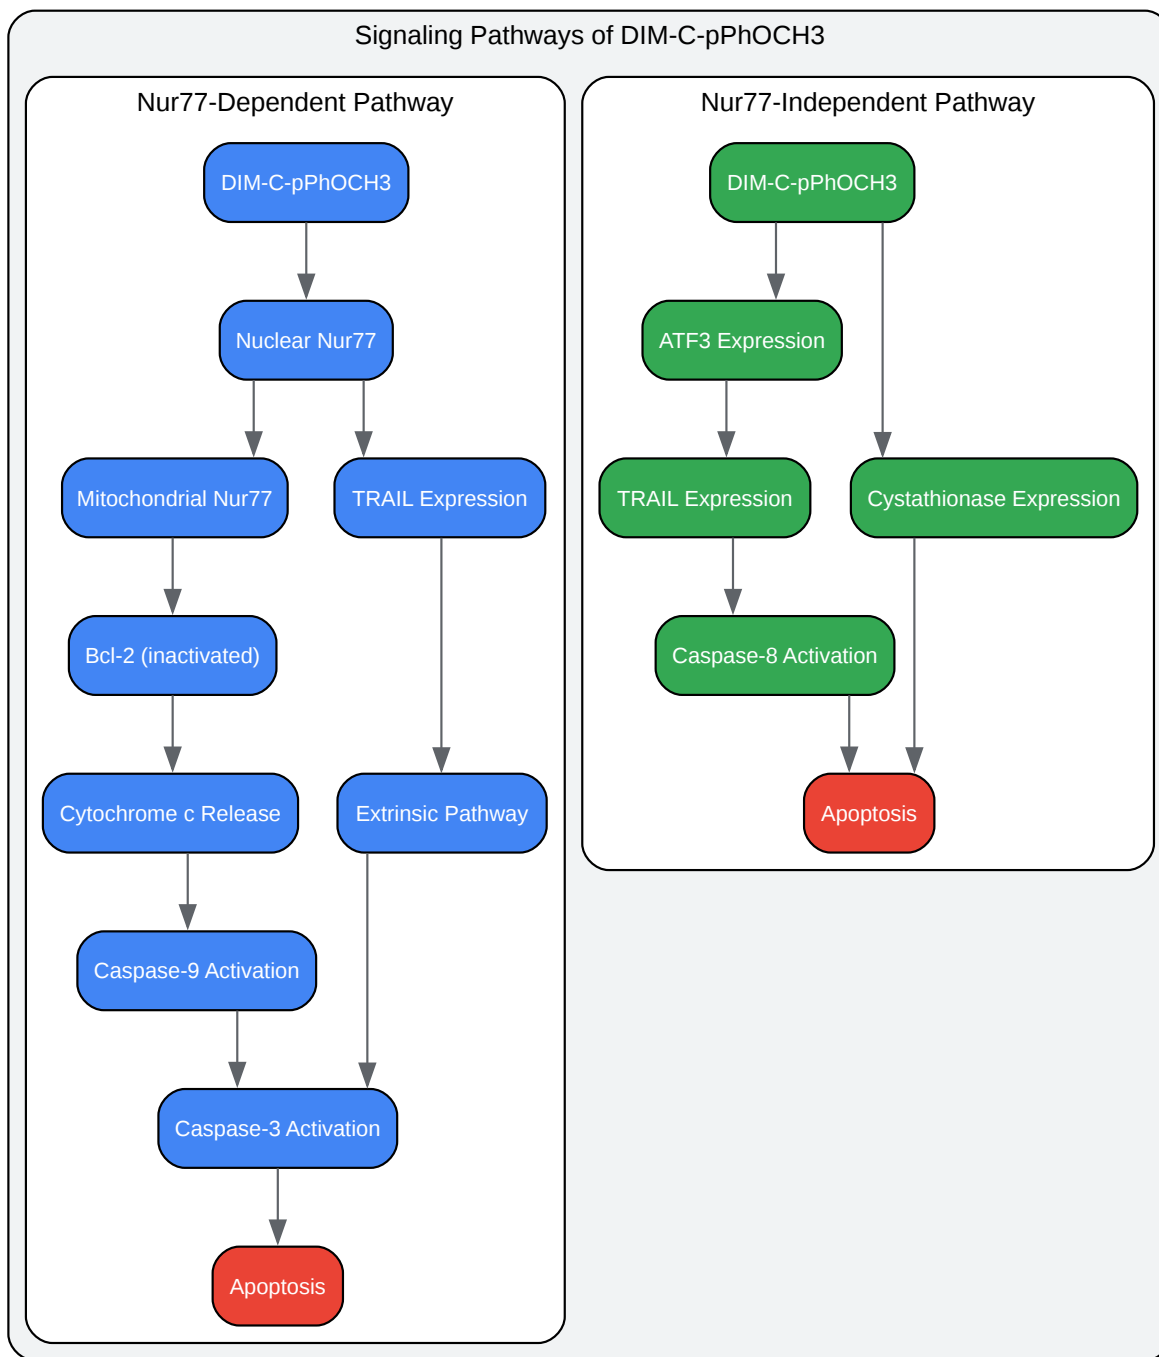 Signaling Pathways of DIM-C-pPhOCH3
Nur77-Dependent Pathway
DIM-C-pPhOCH3
Nuclear Nur77
Mitochondrial Nur77
TRAIL Expression
Bcl-2 (inactivated)
Cytochrome c Release
Extrinsic Pathway
Caspase-9 Activation
Caspase-3 Activation
Apoptosis
Nur77-Independent Pathway
DIM-C-pPhOCH3
ATF3 Expression
TRAIL Expression
Cystathionase Expression
Caspase-8 Activation
Apoptosis